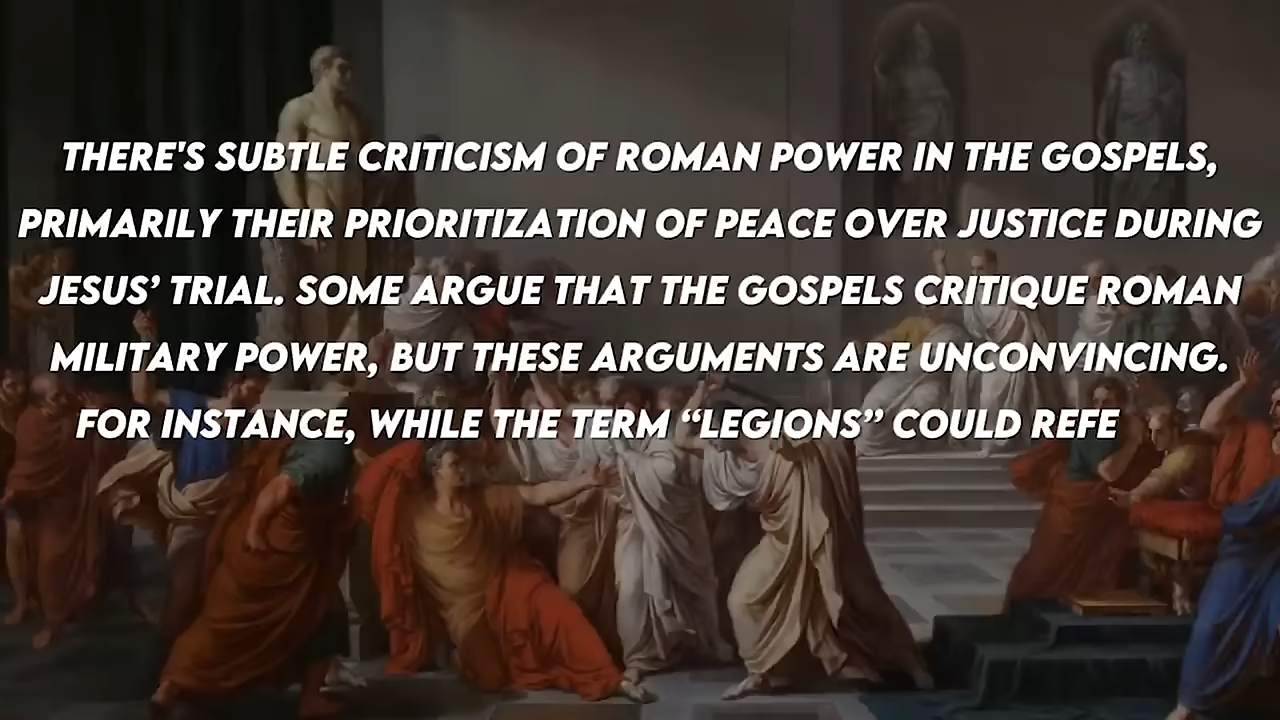 THERE'S SUBTLE CRITICISM OF ROMAN POWER IN THE GOSPELS,
PRIMARILY THEIR PRIORITIZATION OF PEACE OVER JUSTICE DURING
JESUS’ TRIAL. SOME ARGUE THAT THE GOSPELS CRITIQUE ROMAN
MILITARY POWER, BUT THESE ARGUMENTS ARE UNCONVINCING.
FOR INSTANCE, WHILE THE TERM “LEGIONS” COULD REFE